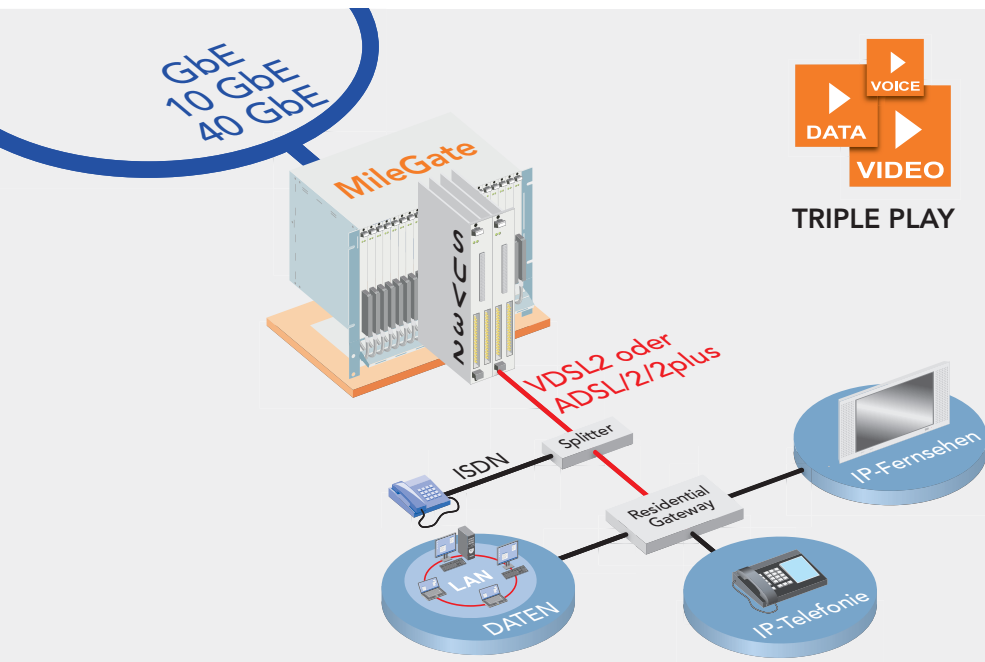 GbE
10 GbE
40 GbE
MileGate
SUV32
VOICE
DATA
VIDEO
TRIPLE PLAY
VDSL2 oder
ADSL/2/2plus
Splitter
ISDN
IP-Fernsehen
Residential
Gateway
LAN
DATEN
IP-Telefonie